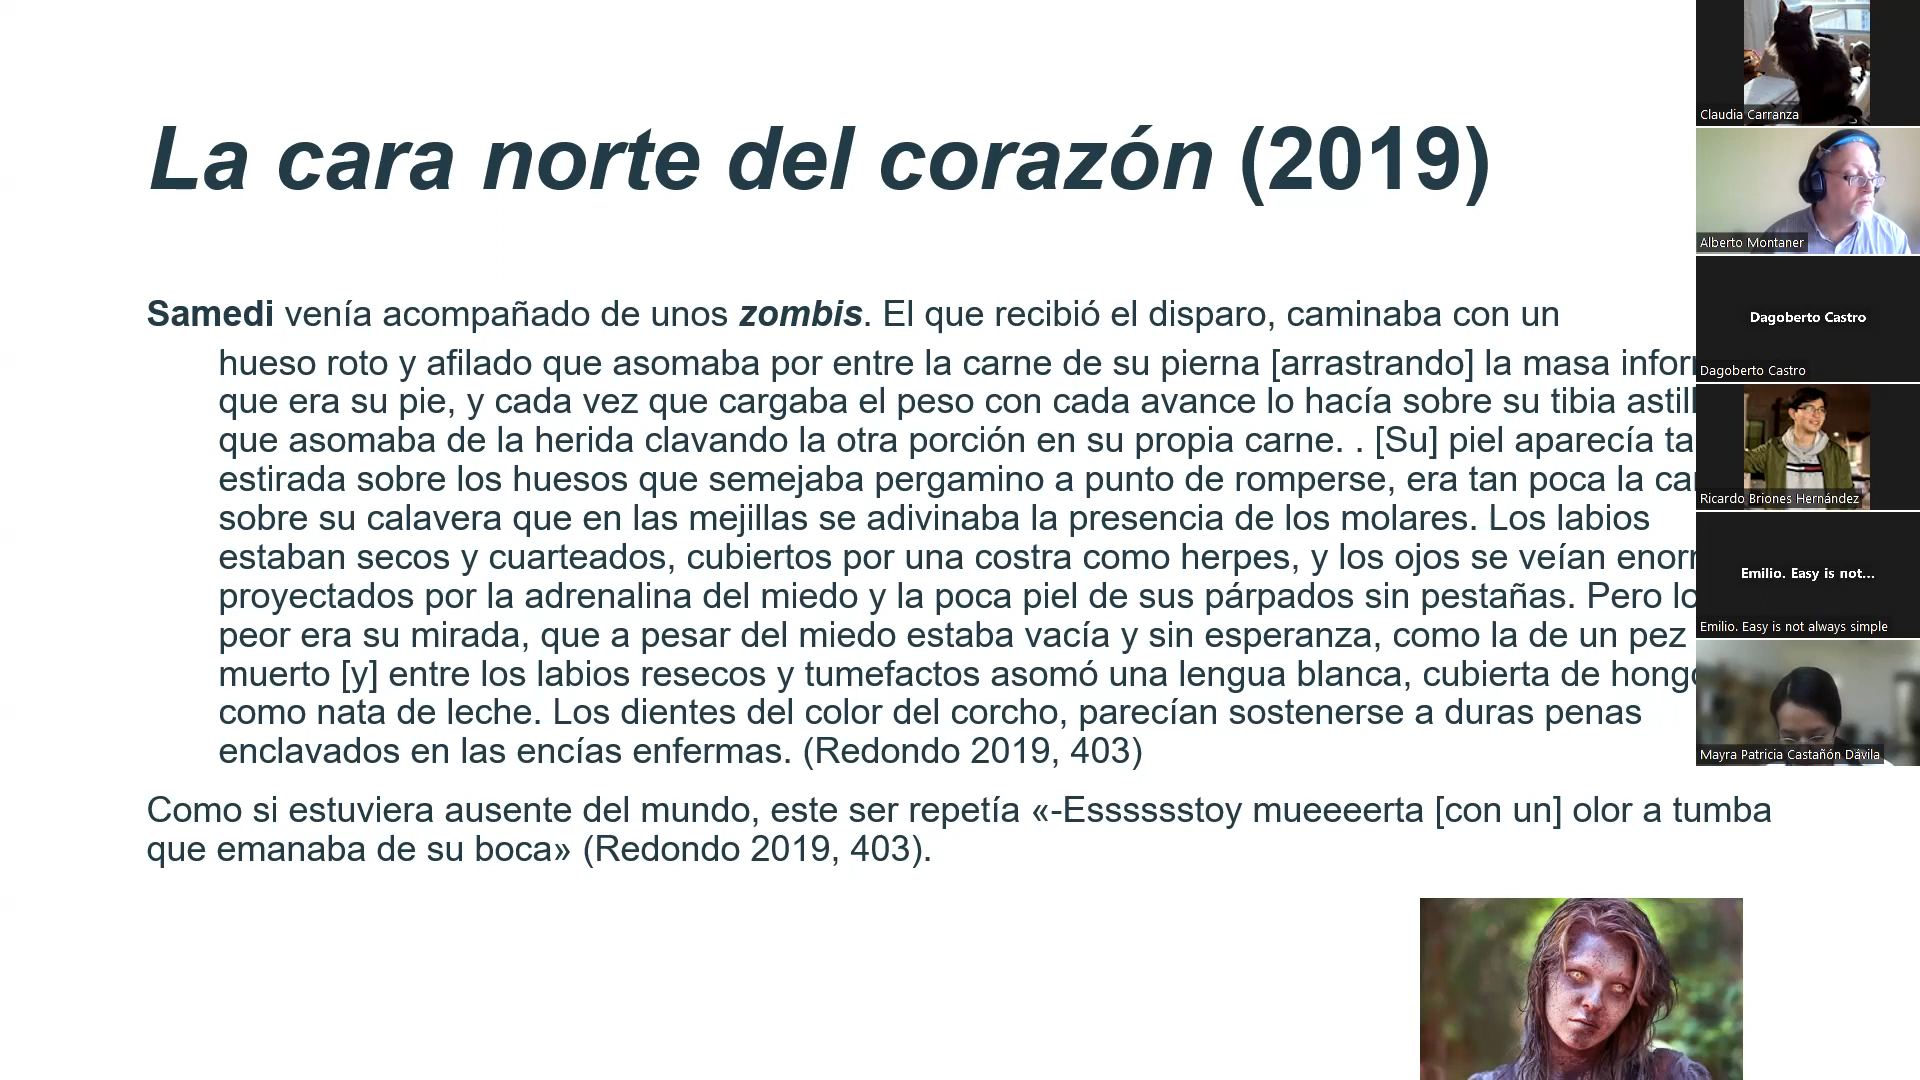 La cara norte del corazón (2019)
Samedi venía acompañado de unos zombis. El que recibió el disparo, caminaba con un
hueso roto y afilado que asomaba por entre la carne de su pierna [arrastrando] la masa
que era su pie, y cada vez que cargaba el peso con cada avance lo hacía sobre su tibia
que asomaba de la herida clavando la otra porción en su propia carne. . [Su] piel aparecía
estirada sobre los huesos que semejaba pergamino a punto de romperse, era tan poca la
sobre su calavera que en las mejillas se adivinaba la presencia de los molares. Los labios
estaban secos y cuarteados, cubiertos por una costra como herpes, y los ojos se veían
proyectados por la adrenalina del miedo y la poca piel de sus párpados sin pestañas. Pero lo
peor era su mirada, que a pesar del miedo estaba vacía y sin esperanza, como la de un pez
muerto [y] entre los labios resecos y tumefactos asomó una lengua blanca, cubierta de
como nata de leche. Los dientes del color del corcho, parecían sostenerse a duras penas
enclavados en las encías enfermas. (Redondo 2019, 403)
Como si estuviera ausente del mundo, este ser repetía «-Esssssstoy mueeeerta [con un] olor a tumba
que emanaba de su boca» (Redondo 2019, 403).
Claudia Carranza
Alberto Montaner
Dagoberto Castro
Dagoberto Castro
Ricardo Briones Hernández
Emilio. Easy is not...
Emilio. Easy is not always simple
Mayra Patricia Castañón Dávila